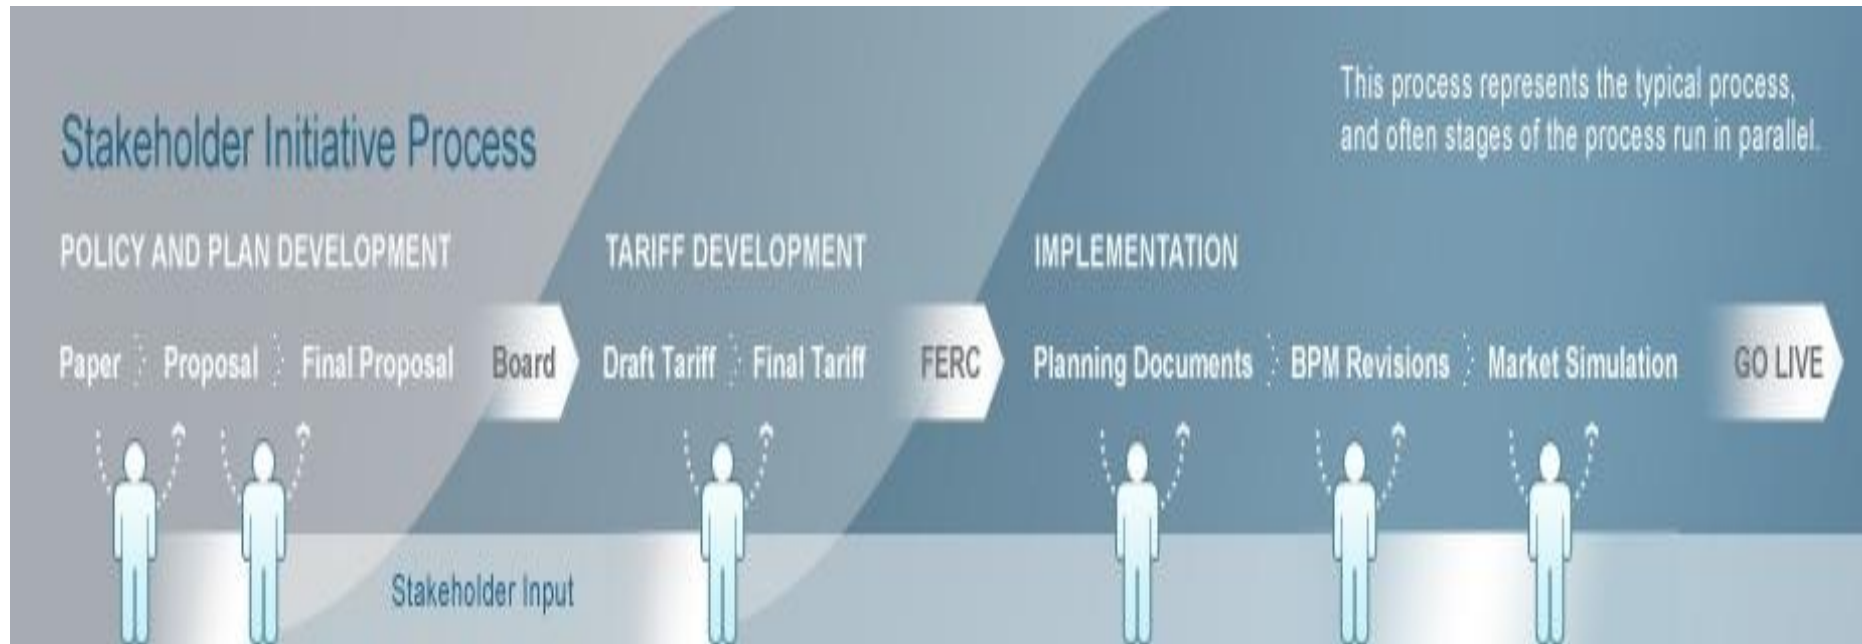 This process represents the typical process,
and often stages of the process run in parallel.
Stakeholder Initiative Process
POLICY AND PLAN DEVELOPMENT
TARIFF DEVELOPMENT
IMPLEMENTATION
Paper
Proposal
Final Proposal
Board
Draft Tariff
Final Tariff
FERC
Planning Documents
BPM Revisions
Market Simulation
GO LIVE
Stakeholder Input